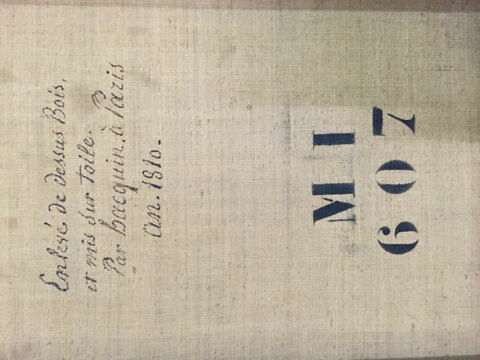 Enlevé de dessus Bois,
et mis sur toile.
Par hacquin, à Paris
an. 1810.
MI
607